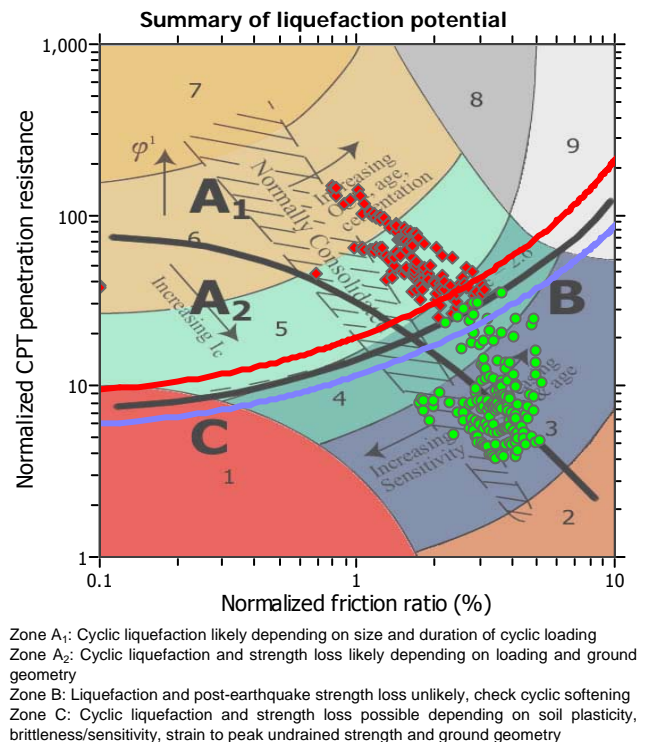 Summary of liquefaction potential
1,000
7
8
9
φ¹
Increasing
OCR, age,
cementation
Normally Consolidated
A₁
100
6
2.6
A₂
B
Increasing Ic
5
10
4
3
& age
Increasing
Sensitivity
C
1
2
1
0.1
1
10
Normalized CPT penetration resistance
Normalized friction ratio (%)
Zone A₁: Cyclic liquefaction likely depending on size and duration of cyclic loading
Zone A₂: Cyclic liquefaction and strength loss likely depending on loading and ground
geometry
Zone B: Liquefaction and post-earthquake strength loss unlikely, check cyclic softening
Zone C: Cyclic liquefaction and strength loss possible depending on soil plasticity,
brittleness/sensitivity, strain to peak undrained strength and ground geometry